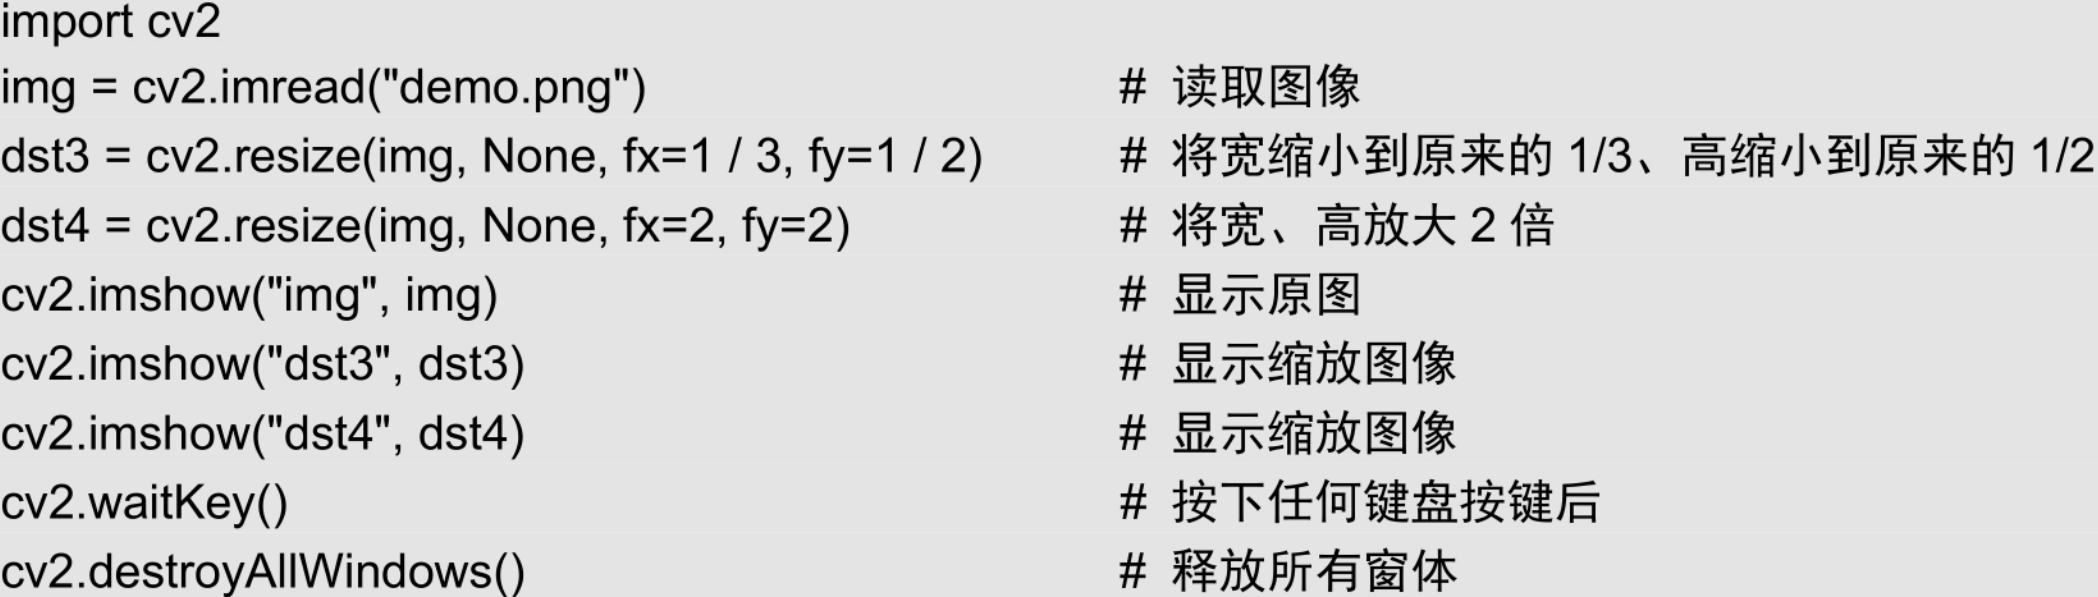 import cv2
img = cv2.imread("demo.png") # 读取图像
dst3 = cv2.resize(img, None, fx=1 / 3, fy=1 / 2) # 将宽缩小到原来的 1/3、高缩小到原来的 1/2
dst4 = cv2.resize(img, None, fx=2, fy=2) # 将宽、高放大 2 倍
cv2.imshow("img", img) # 显示原图
cv2.imshow("dst3", dst3) # 显示缩放图像
cv2.imshow("dst4", dst4) # 显示缩放图像
cv2.waitKey() # 按下任何键盘按键后
cv2.destroyAllWindows() # 释放所有窗体